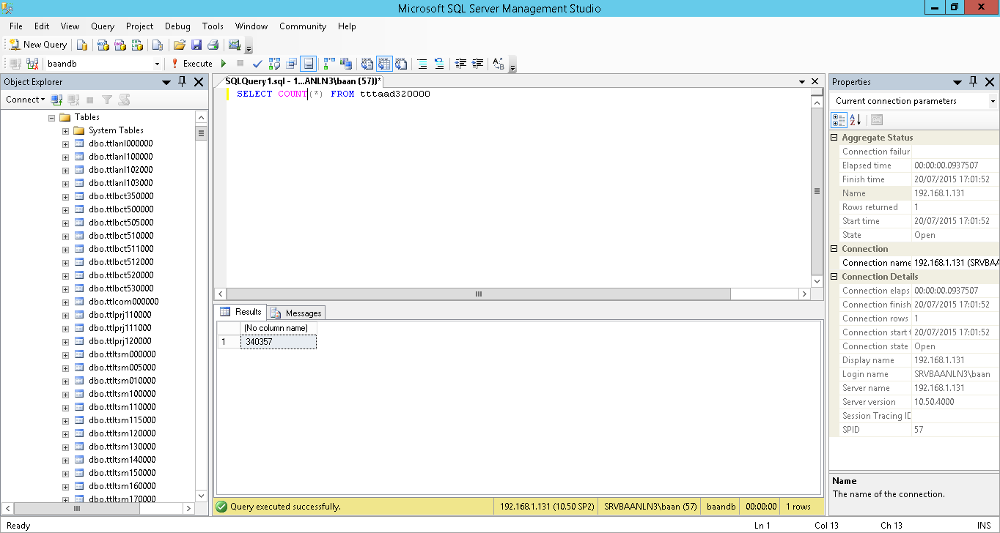 Microsoft SQL Server Management Studio
File Edit View Query Project Debug Tools Window Community Help
New Query
baandb Execute
Object Explorer
Connect
Tables
System Tables
dbo.ttlanl000000
dbo.ttlanl100000
dbo.ttlanl102000
dbo.ttlanl103000
dbo.ttlbct350000
dbo.ttlbct500000
dbo.ttlbct505000
dbo.ttlbct510000
dbo.ttlbct511000
dbo.ttlbct512000
dbo.ttlbct520000
dbo.ttlbct530000
dbo.ttlcom000000
dbo.ttlprj110000
dbo.ttlprj111000
dbo.ttlprj120000
dbo.ttltsm000000
dbo.ttltsm005000
dbo.ttltsm010000
dbo.ttltsm100000
dbo.ttltsm110000
dbo.ttltsm115000
dbo.ttltsm120000
dbo.ttltsm130000
dbo.ttltsm140000
dbo.ttltsm150000
dbo.ttltsm160000
dbo.ttltsm170000
SQLQuery1.sql - 1...ANLN3\baan (57))*
SELECT COUNT(*) FROM tttaad320000
Results Messages
(No column name)
1 340357
Query executed successfully. 192.168.1.131 (10.50 SP2) SRVBAANLN3\baan (57) baandb 00:00:00 1 rows
Properties
Current connection parameters
Aggregate Status
Connection failur
Elapsed time 00:00:00.0937507
Finish time 20/07/2015 17:01:52
Name 192.168.1.131
Rows returned 1
Start time 20/07/2015 17:01:52
State Open
Connection
Connection name 192.168.1.131 (SRVBAA
Connection Details
Connection elaps 00:00:00.0937507
Connection finish 20/07/2015 17:01:52
Connection rows 1
Connection start t 20/07/2015 17:01:52
Connection state Open
Display name 192.168.1.131
Login name SRVBAANLN3\baan
Server name 192.168.1.131
Server version 10.50.4000
Session Tracing ID
SPID 57
Name
The name of the connection.
Ready Ln 1 Col 13 Ch 13 INS